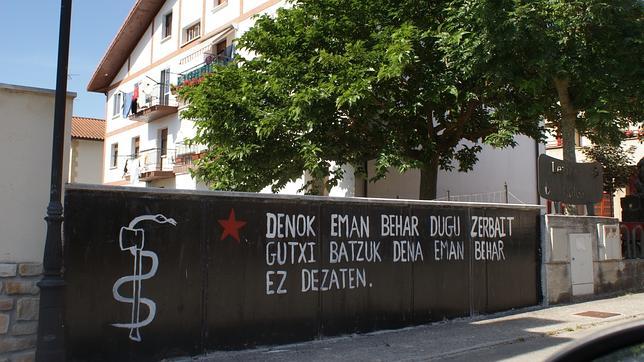 DENOK EMAN BEHAR DUGU ZERBAIT
GUTXI BATZUK DENA EMAN BEHAR
EZ DEZATEN.